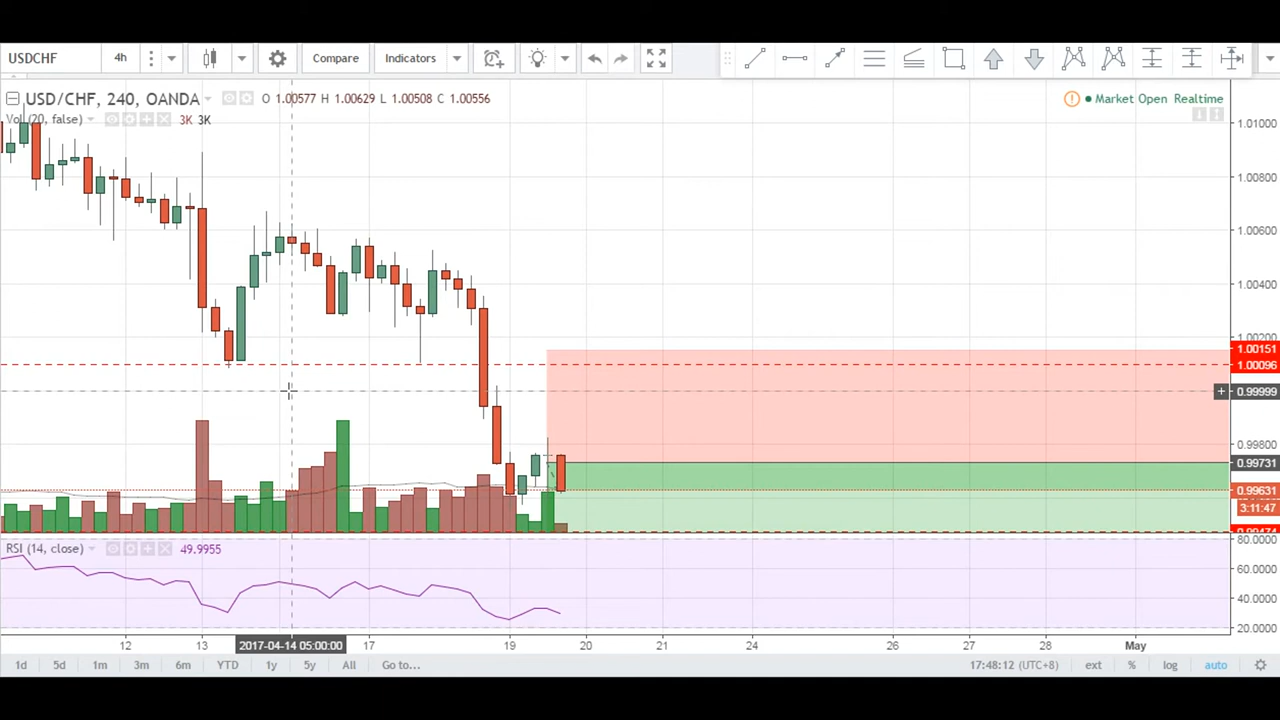 USDCHF 4h Compare Indicators
USD/CHF, 240, OANDA O 1.00577 H 1.00629 L 1.00508 C 1.00556
Market Open Realtime
Vol (20, false) 3K 3K
1.01000
1.00800
1.00600
1.00400
1.00200
1.00151
1.00096
0.99999
0.99800
0.99731
0.99631
3:11:47
RSI (14, close) 49.9955
80.0000
60.0000
40.0000
20.0000
12 13 2017-04-14 05:00:00 17 19 20 21 24 26 27 28 May
1d 5d 1m 3m 6m YTD 1y 5y All Go to... 17:48:12 (UTC+8) ext % log auto